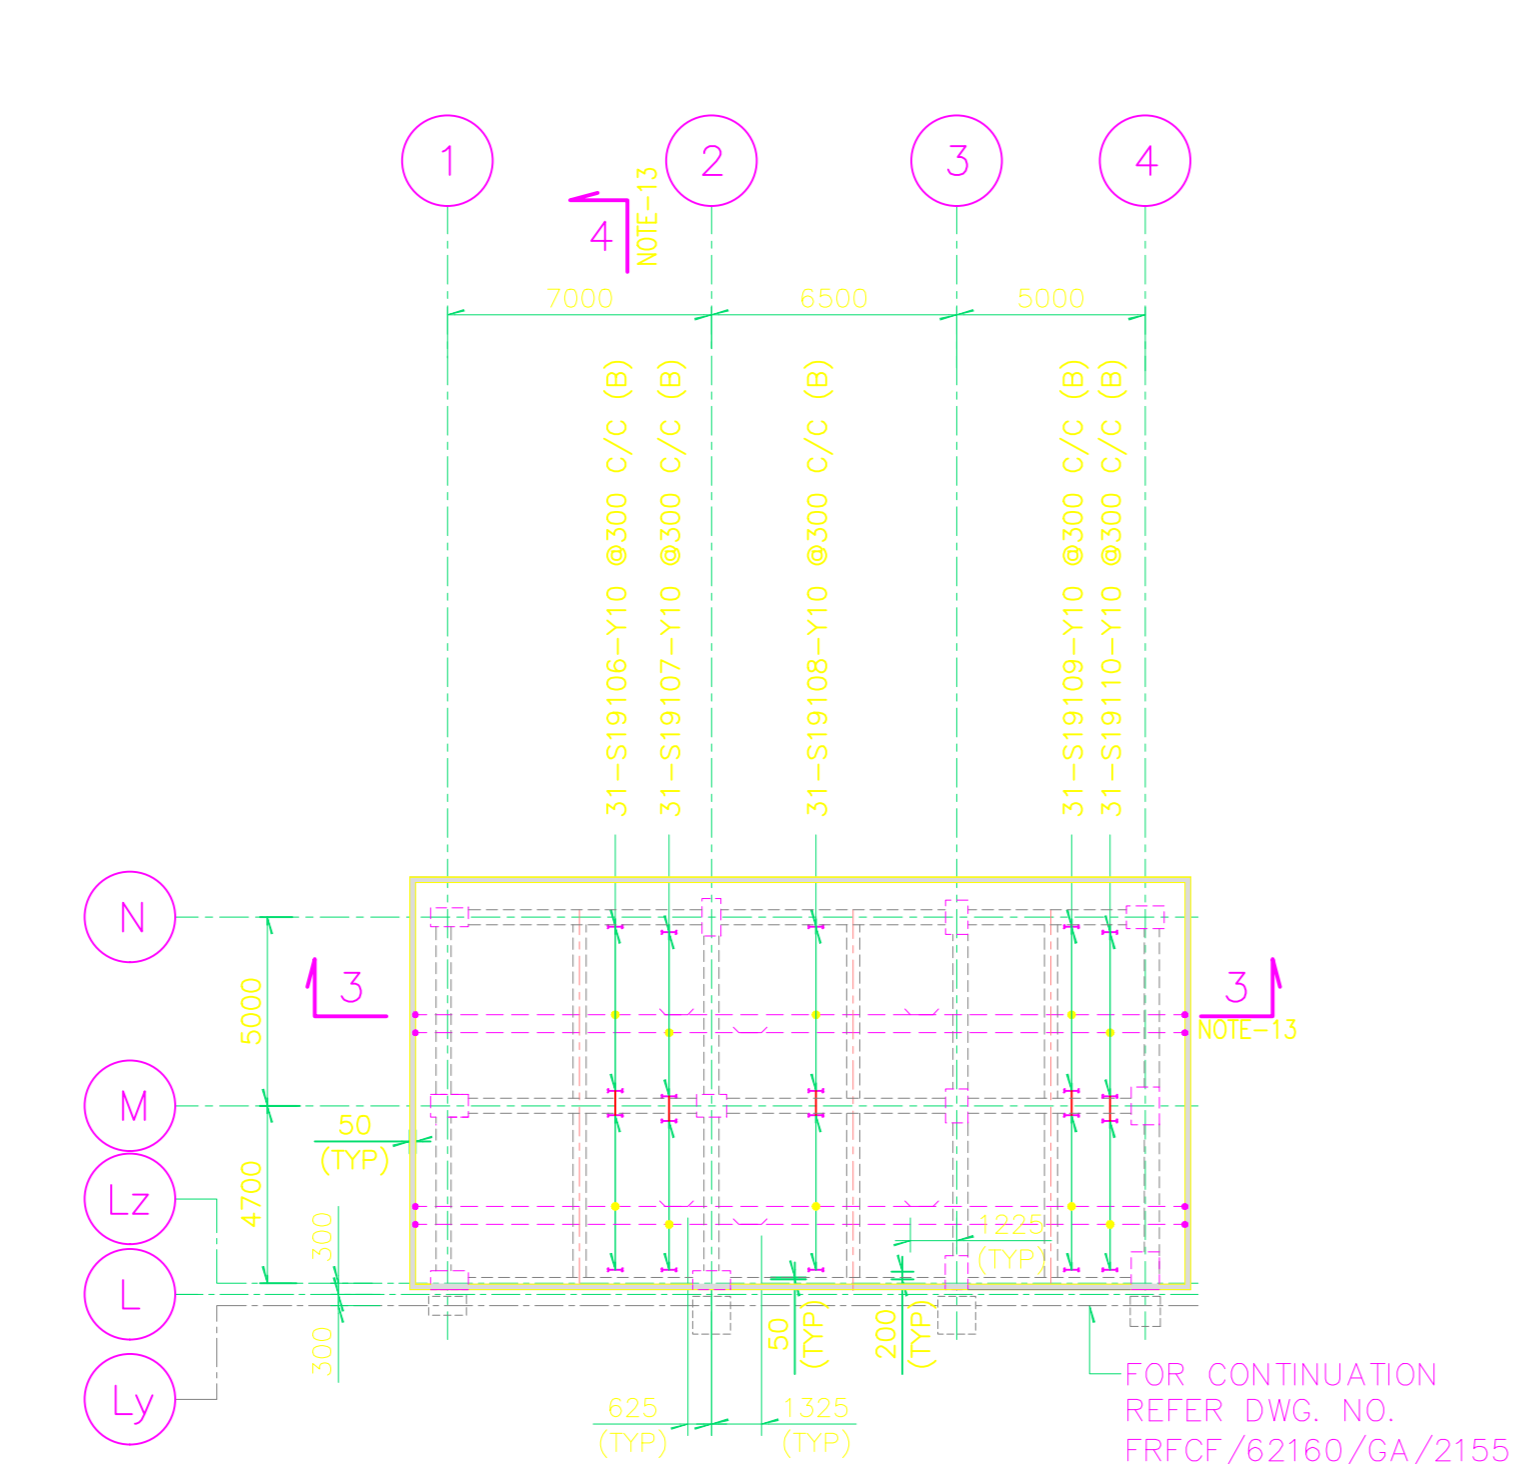 1
2
3
4
4
NOTE-13
7000
6500
5000
31-S19106-Y10 @300 C/C (B)
31-S19107-Y10 @300 C/C (B)
31-S19108-Y10 @300 C/C (B)
31-S19109-Y10 @300 C/C (B)
31-S19110-Y10 @300 C/C (B)
N
5000
3
3
NOTE-13
M
50
(TYP)
4700
Lz
300
1225
(TYP)
L
300
50
(TYP)
200
(TYP)
Ly
625
(TYP)
1325
(TYP)
FOR CONTINUATION
REFER DWG. NO.
FRFCF/62160/GA/2155